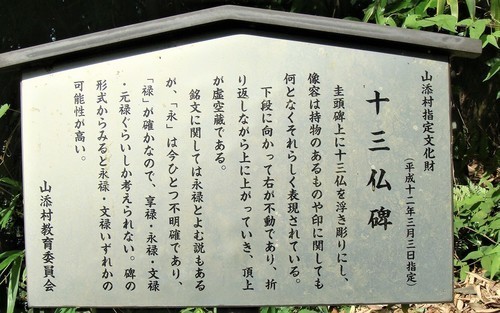 山添村指定文化財
(平成十二年三月三日指定)
十三仏碑
圭頭碑上に十三仏を浮き彫りにし、
像容は持物のあるものや印に関しても
何となくそれらしく表現されている。
下段に向かって右が不動であり、折
り返しながら上に上がっていき、頂上
が虚空蔵である。
銘文に関しては永禄とよむ説もある
が、「永」は今ひとつ不明確であり、
「禄」が確かなので、享禄・永禄・文禄
・元禄ぐらいしか考えられない。碑の
形式からみると永禄・文禄いずれかの
可能性が高い。
山添村教育委員会